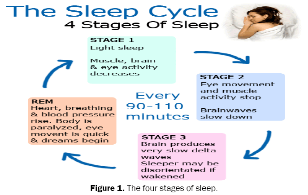 The Sleep Cycle
4 Stages Of Sleep
STAGE 1
Light sleep
Muscle, brain
& eye activity
decreases
STAGE 2
Eye movement
and muscle
activity stop
Brainwaves
slow down
Every
90-110
minutes
REM
Heart, breathing
& blood pressure
rise. Body is
paralyzed, eye
movent is quick
& dreams begin
STAGE 3
Brain produces
very slow delta
waves
Sleeper may be
disorientated if
wakened
Figure 1. The four stages of sleep.